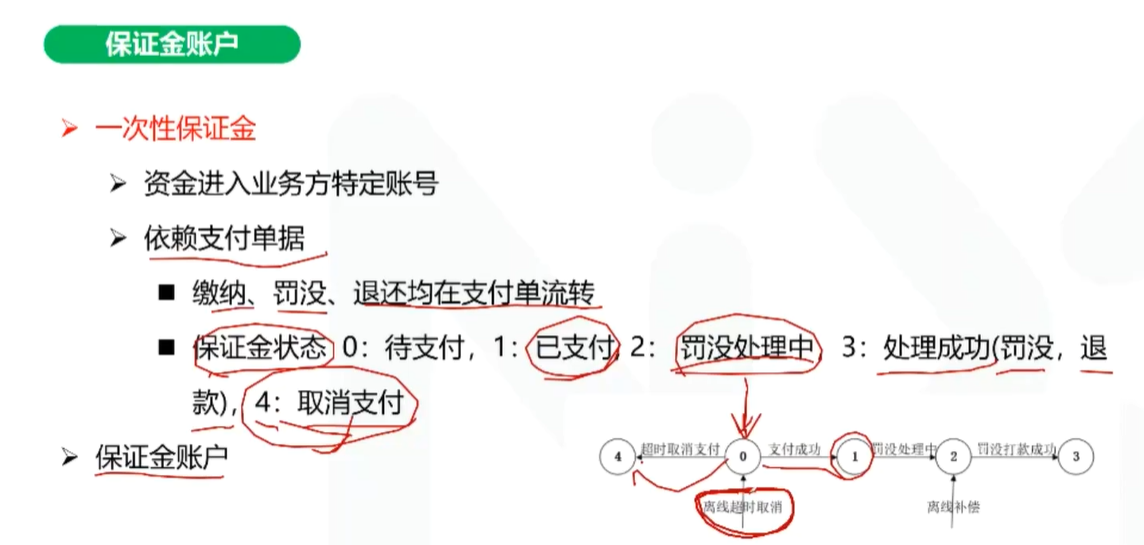 保证金账户
一次性保证金
资金进入业务方特定账号
依赖支付单据
缴纳、罚没、退还均在支付单流转
保证金状态 0：待支付，1：已支付，2：罚没处理中，3：处理成功(罚没，退
款)，4：取消支付
保证金账户
4 超时取消支付 0 支付成功 1 罚没处理中 2 罚没打款成功 3
离线超时取消 离线补偿